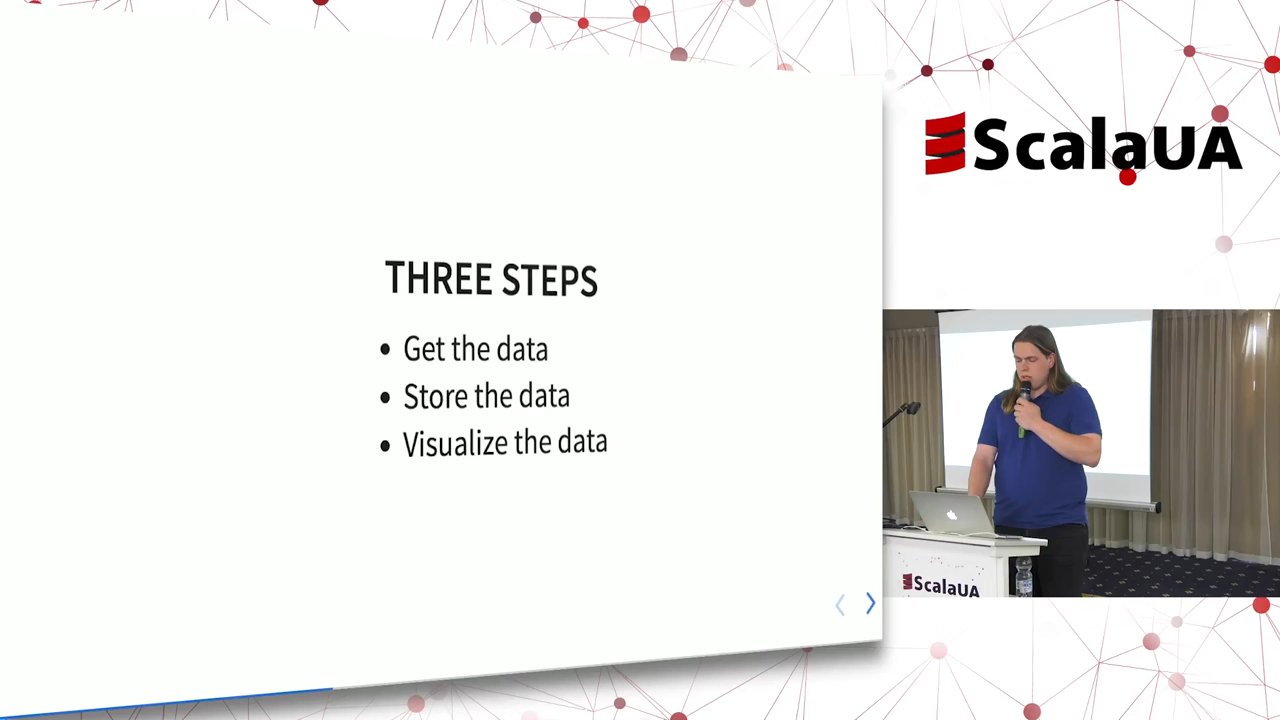 THREE STEPS
Get the data
Store the data
Visualize the data
ScalaUA
ScalaUA